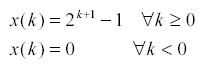 x(k) = 2^{k+1} − 1 ∀k ≥ 0
x(k) = 0 ∀k < 0